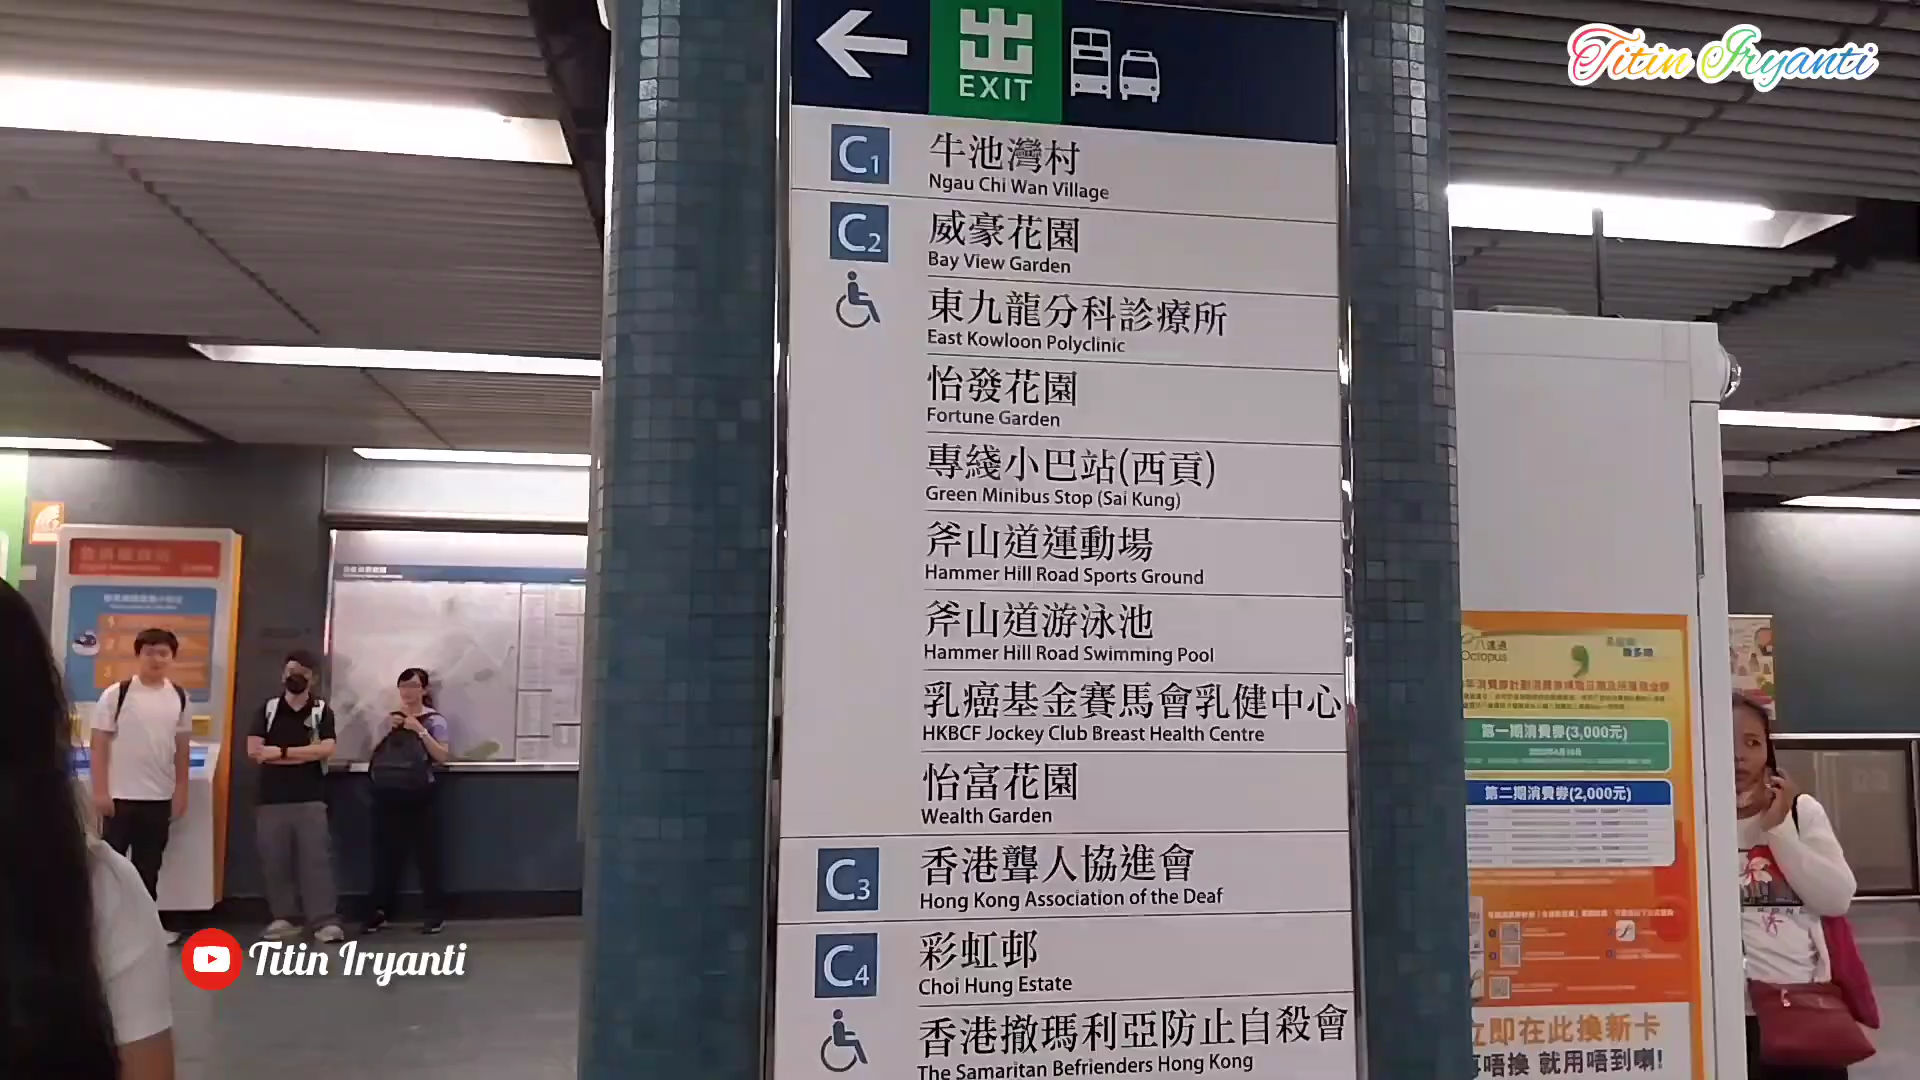 Titin Iryanti
出
EXIT
C1
牛池灣村
Ngau Chi Wan Village
C2
威豪花園
Bay View Garden
東九龍分科診療所
East Kowloon Polyclinic
怡發花園
Fortune Garden
專綫小巴站(西貢)
Green Minibus Stop (Sai Kung)
斧山道運動場
Hammer Hill Road Sports Ground
斧山道游泳池
Hammer Hill Road Swimming Pool
乳癌基金賽馬會乳健中心
HKBCF Jockey Club Breast Health Centre
怡富花園
Wealth Garden
C3
香港聾人協進會
Hong Kong Association of the Deaf
C4
彩虹邨
Choi Hung Estate
香港撒瑪利亞防止自殺會
The Samaritan Befrienders Hong Kong
八達通
Octopus
第一期消費券(3,000元)
第二期消費券(2,000元)
立即在此換新卡
唔換 就用唔到喇!
Titin Iryanti